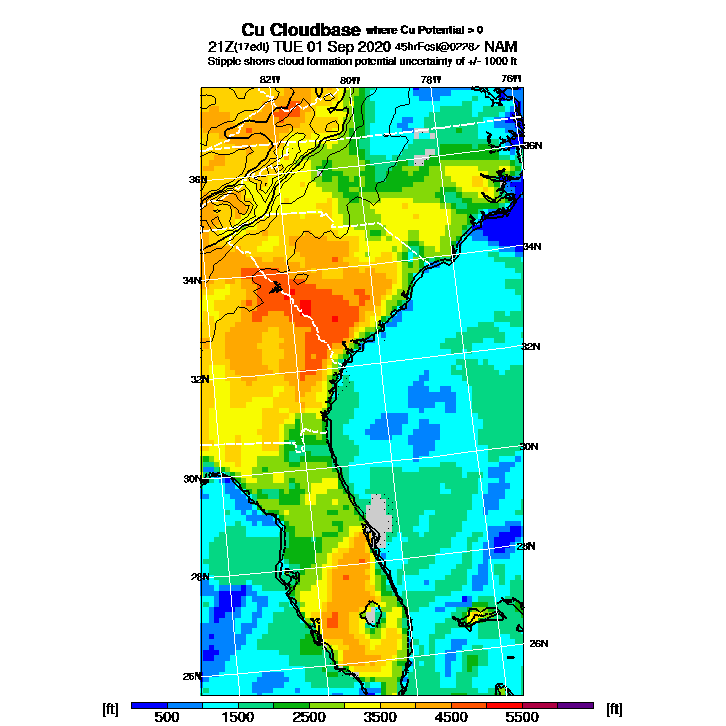 Cu Cloudbase where Cu Potential > 0
21Z(17edt) TUE 01 Sep 2020 45hrFcst@0228z NAM
Stipple shows cloud formation potential uncertainty of +/- 1000 ft
82W 80W 78W 76W
36N 36N
34N 34N
32N 32N
30N 30N
28N 28N
26N 26N
[ft] 500 1500 2500 3500 4500 5500 [ft]